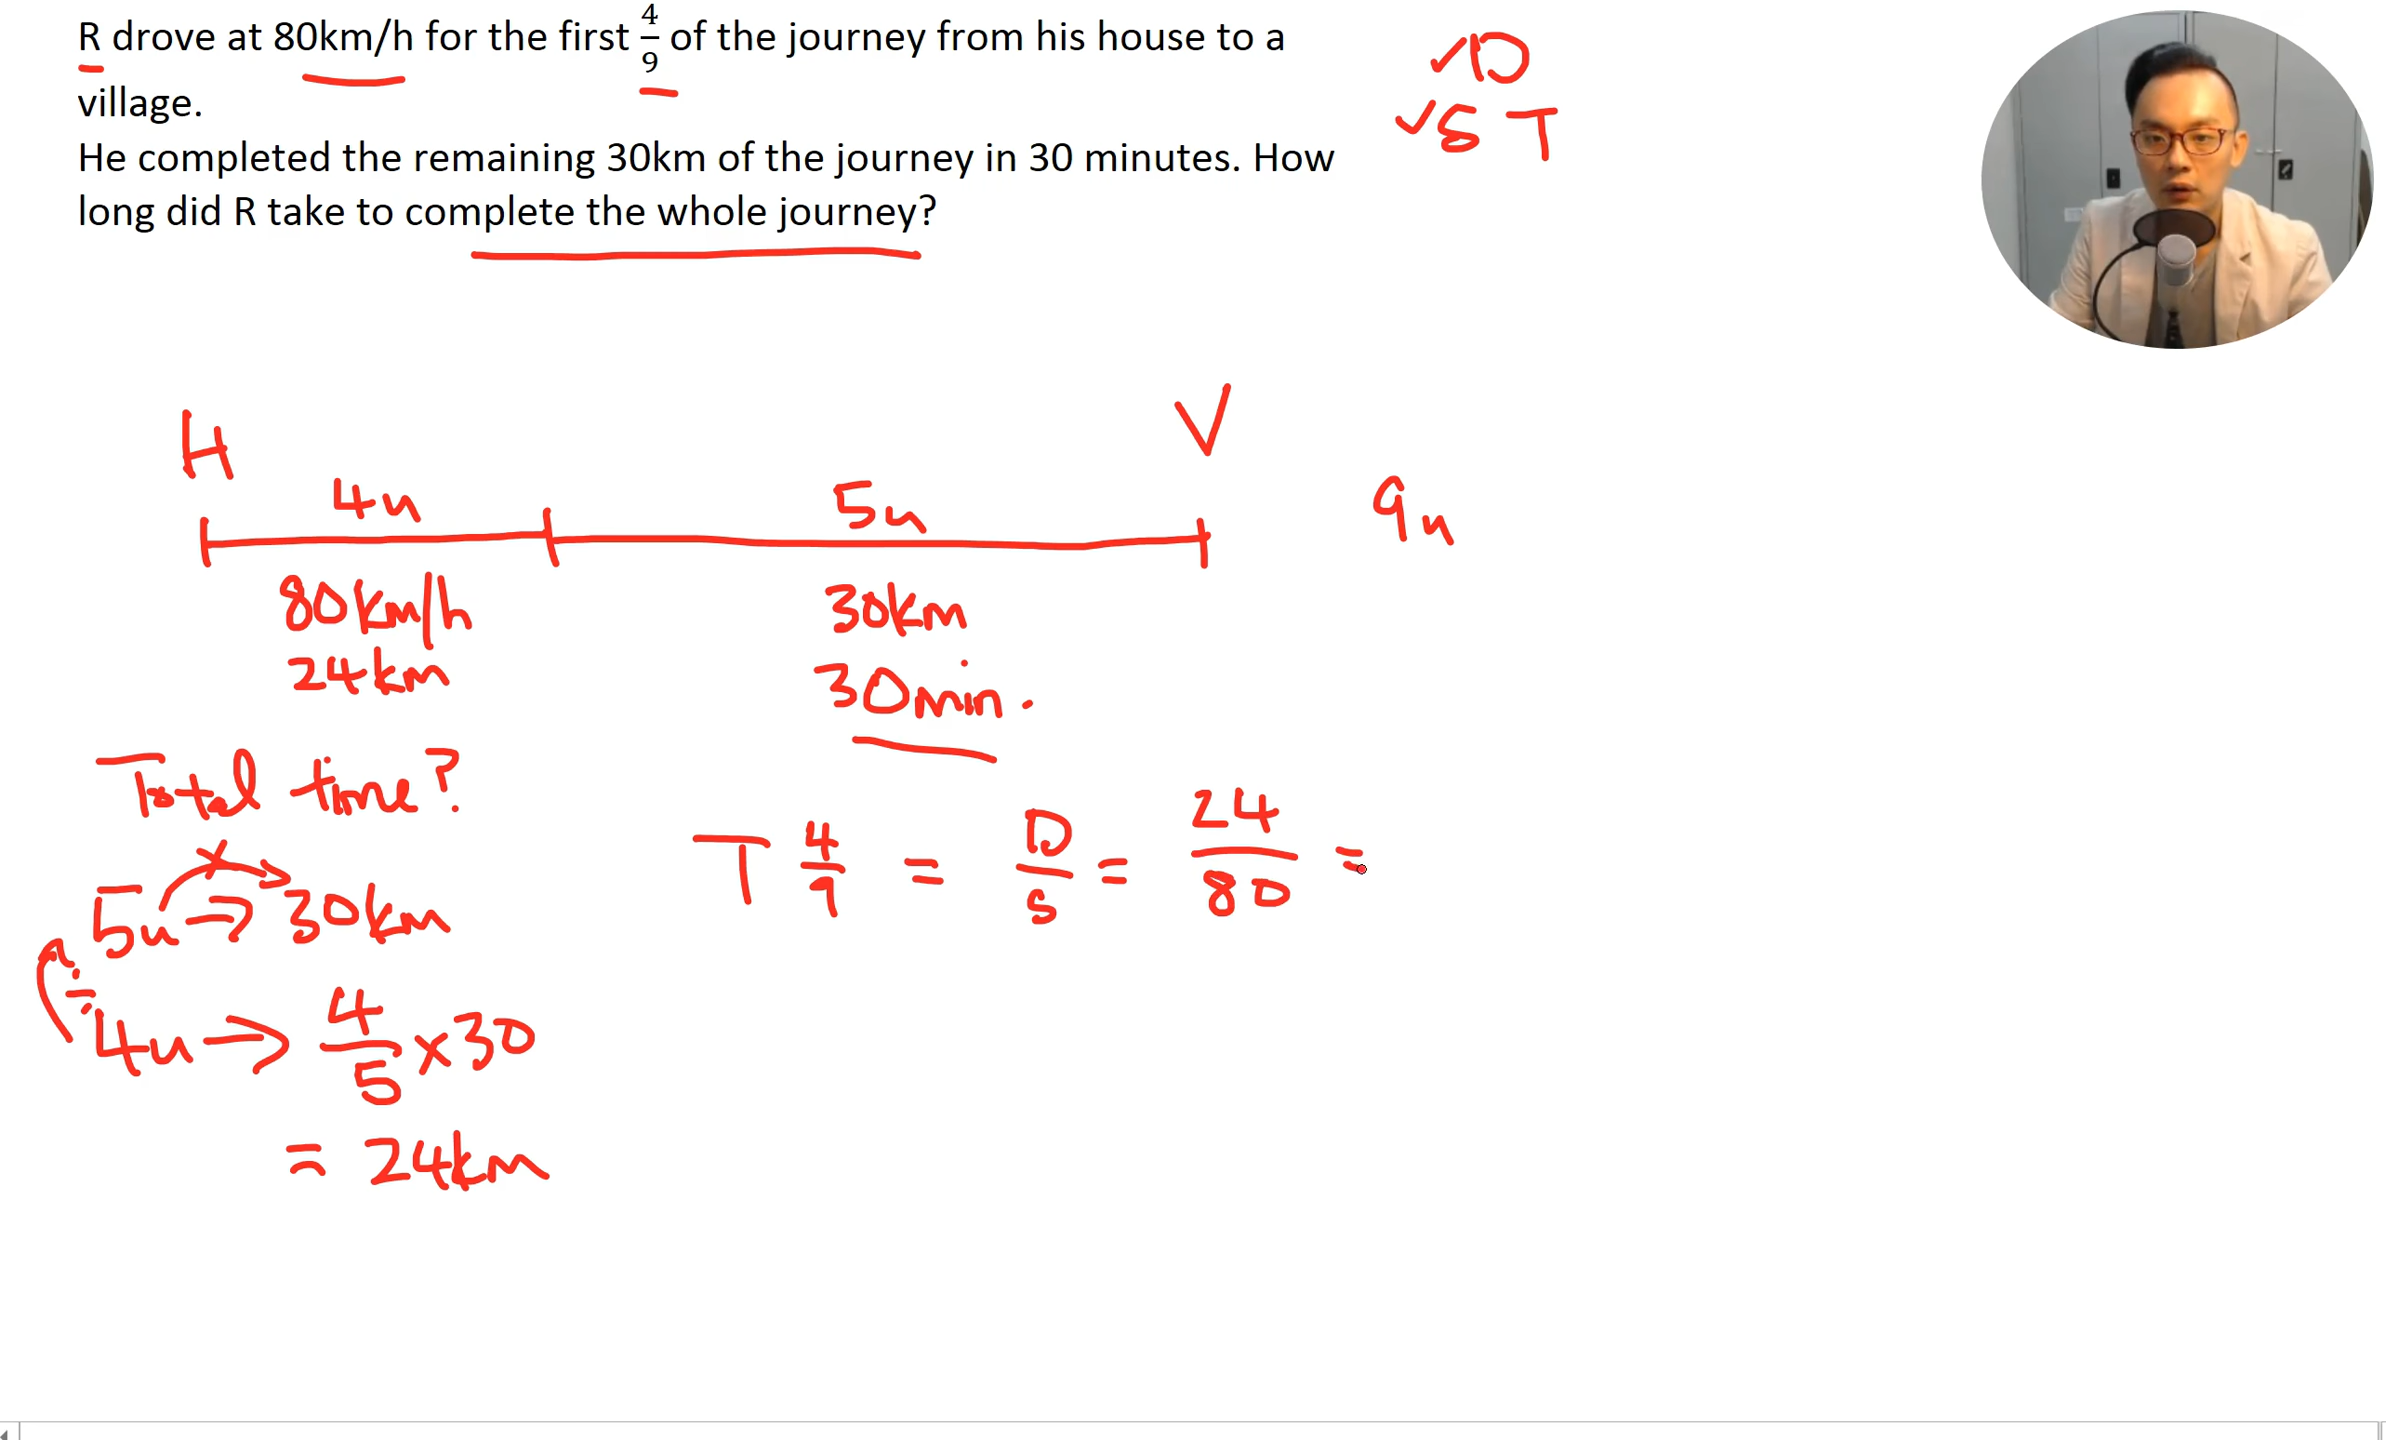 R drove at 80km/h for the first 4/9 of the journey from his house to a
village.
He completed the remaining 30km of the journey in 30 minutes. How
long did R take to complete the whole journey?
✓D
✓S T
H
V
4u
5u
9u
80km/h
30km
24km
30min.
Total time?
T 4/9 = D/S = 24/80 =
5u ⇒ 30km
×
÷
4u → 4/5 × 30
= 24km